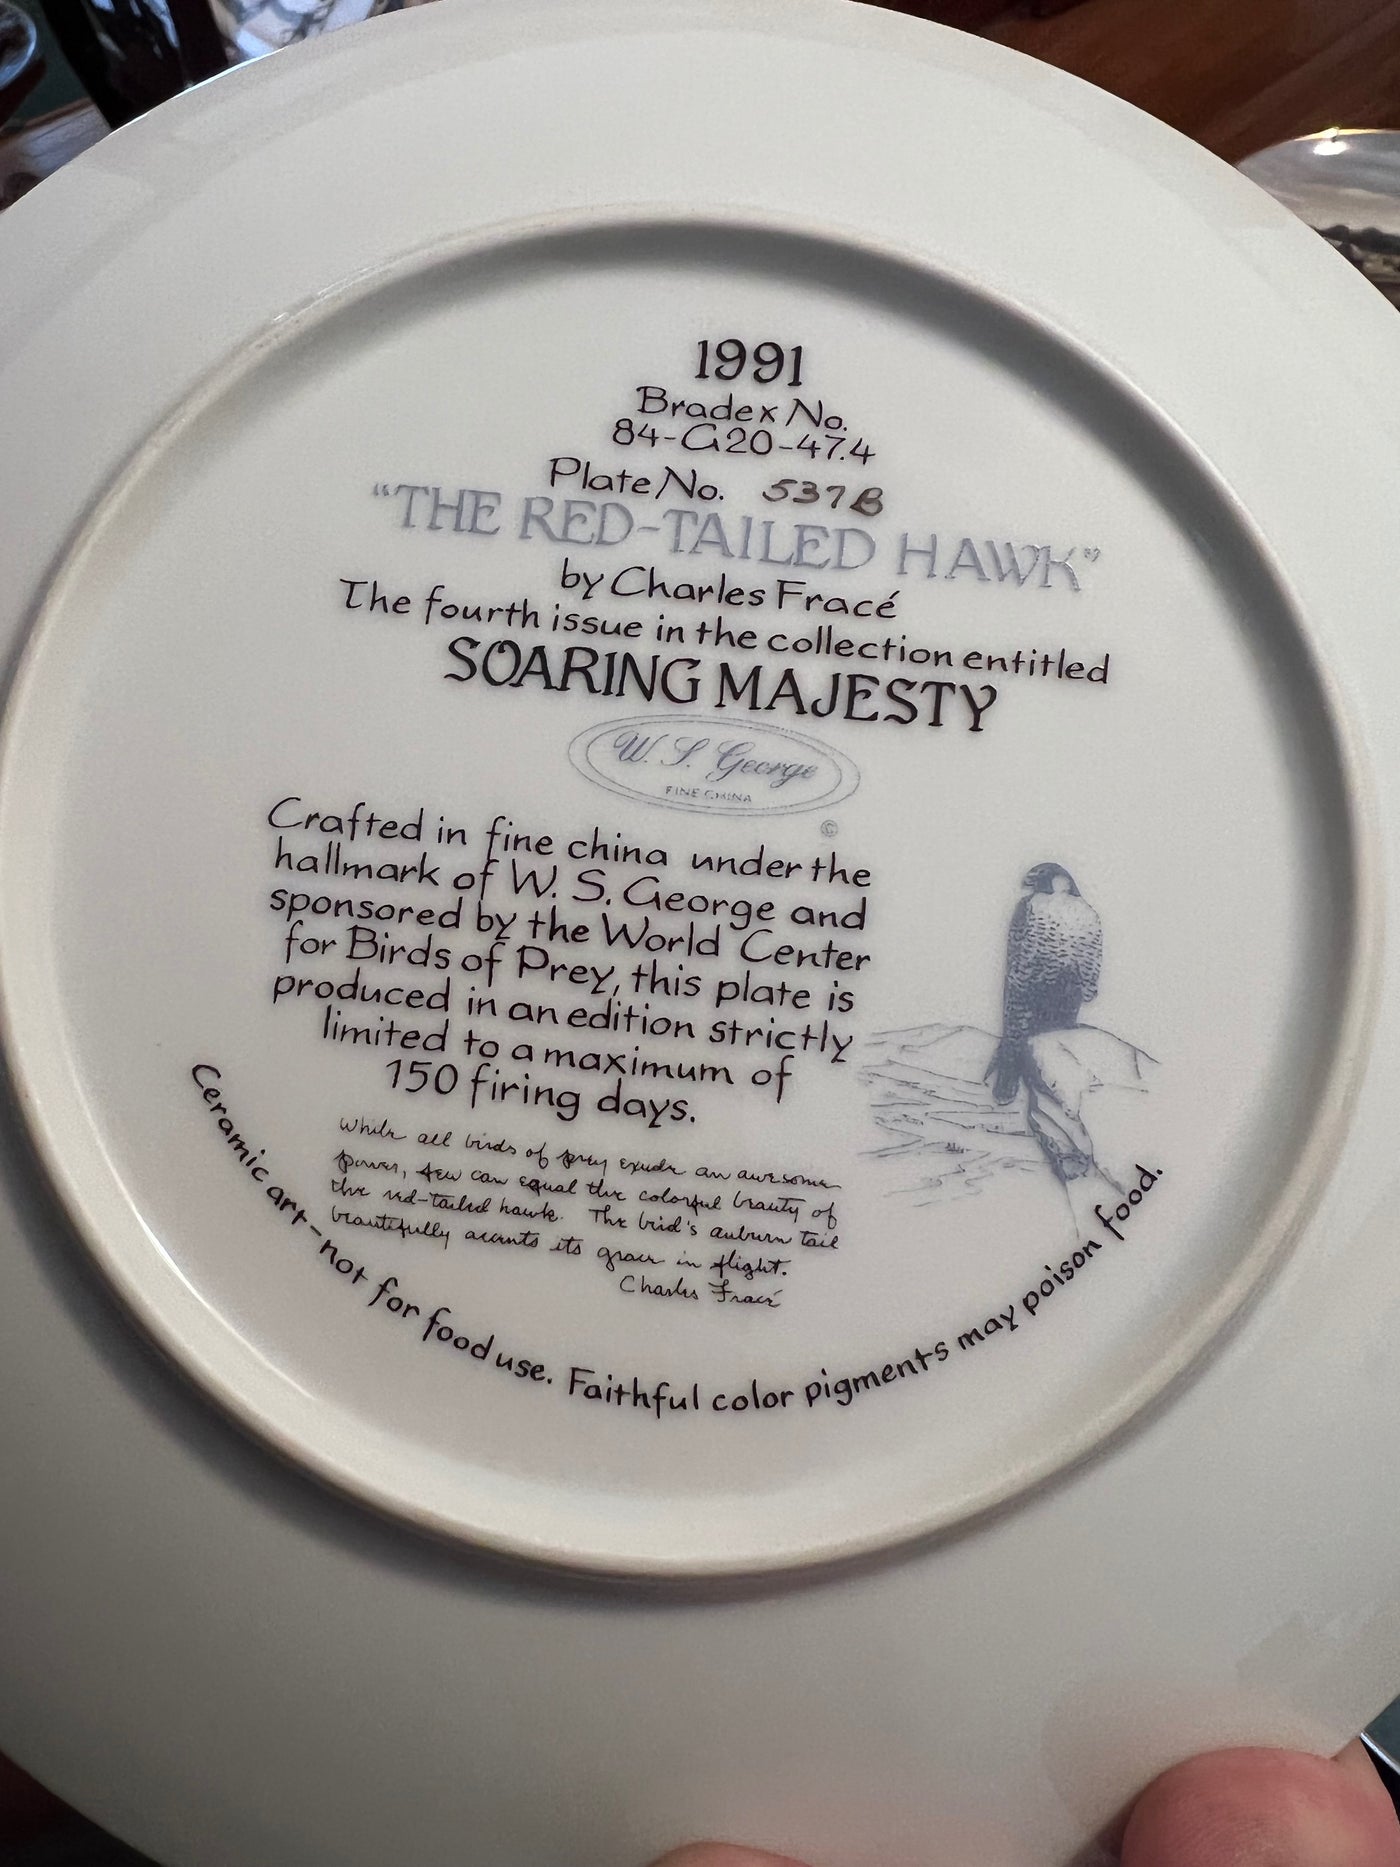 1991
Bradex No.
84-G20-47.4
Plate No. 537B
"THE RED-TAILED HAWK"
by Charles Fracé
The fourth issue in the collection entitled
SOARING MAJESTY
W. S. George
FINE CHINA
©
Crafted in fine china under the
hallmark of W. S. George and
sponsored by the World Center
for Birds of Prey, this plate is
produced in an edition strictly
limited to a maximum of
150 firing days.
While all birds of prey exude an awesome
power, few can equal the colorful beauty of
the red-tailed hawk. The bird's auburn tail
beautifully accents its grace in flight.
Charles Fracé
Ceramic art-not for food use. Faithful color pigments may poison food.